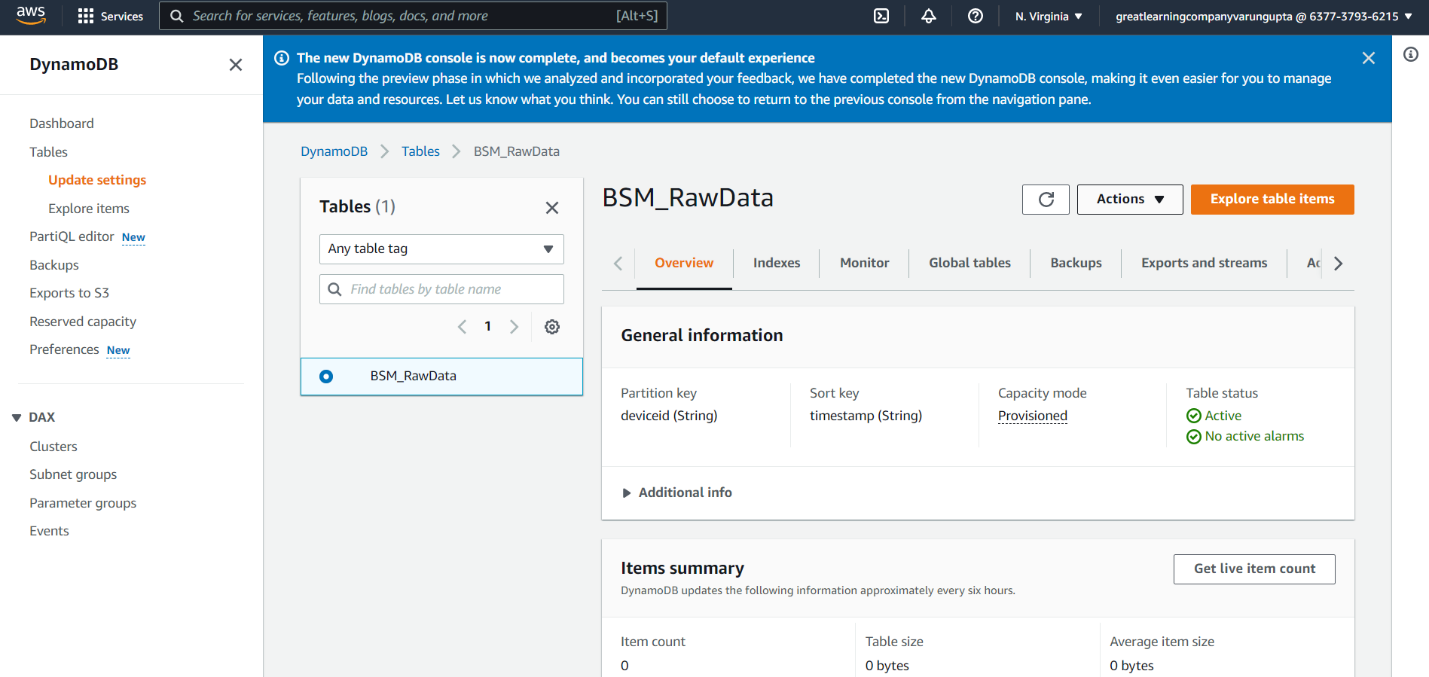 aws
Services
Search for services, features, blogs, docs, and more
[Alt+S]
N. Virginia ▼
greatlearningcompanyvarungupta @ 6377-3793-6215 ▼
DynamoDB
Dashboard
Tables
Update settings
Explore items
PartiQL editor New
Backups
Exports to S3
Reserved capacity
Preferences New
DAX
Clusters
Subnet groups
Parameter groups
Events
The new DynamoDB console is now complete, and becomes your default experience
Following the preview phase in which we analyzed and incorporated your feedback, we have completed the new DynamoDB console, making it even easier for you to manage
your data and resources. Let us know what you think. You can still choose to return to the previous console from the navigation pane.
DynamoDB > Tables > BSM_RawData
Tables (1)
Any table tag
Find tables by table name
1
BSM_RawData
BSM_RawData
Actions ▼
Explore table items
Overview
Indexes
Monitor
Global tables
Backups
Exports and streams
Ac
General information
Partition key
deviceid (String)
Sort key
timestamp (String)
Capacity mode
Provisioned
Table status
Active
No active alarms
Additional info
Items summary
Get live item count
DynamoDB updates the following information approximately every six hours.
Item count
0
Table size
0 bytes
Average item size
0 bytes